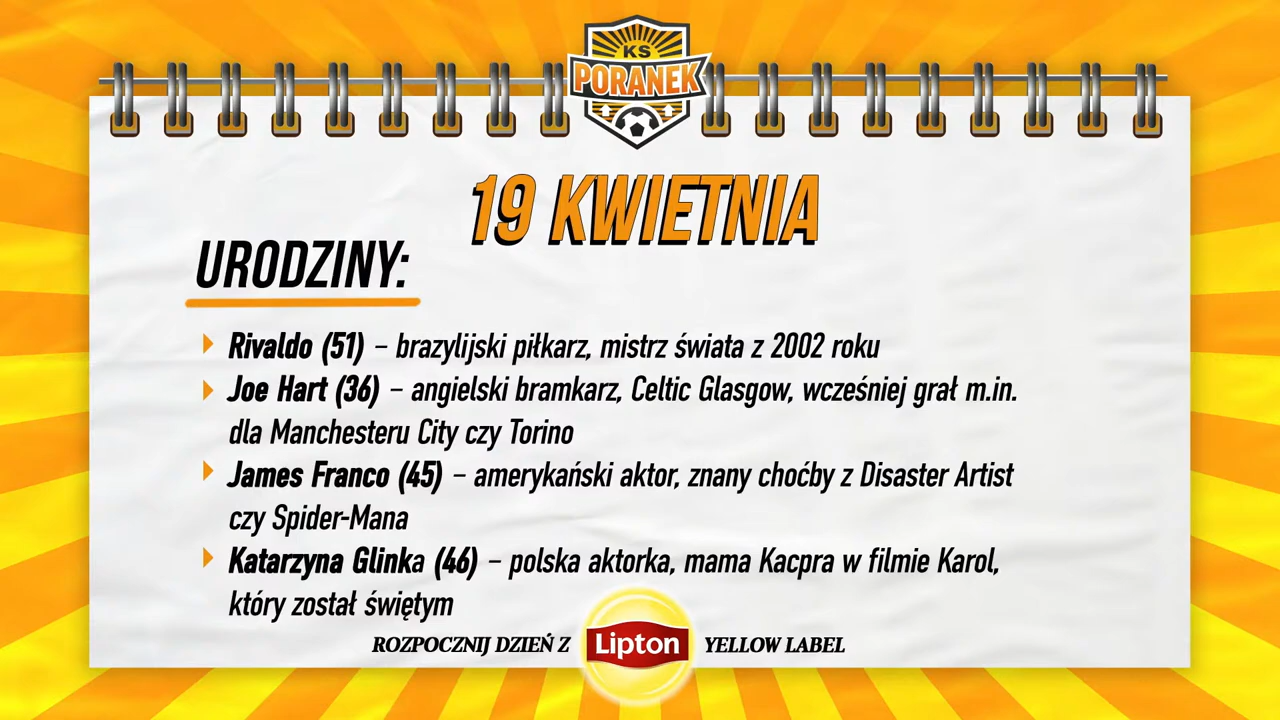 KS
PORANEK
19 KWIETNIA
URODZINY:
Rivaldo (51) – brazylijski piłkarz, mistrz świata z 2002 roku
Joe Hart (36) – angielski bramkarz, Celtic Glasgow, wcześniej grał m.in.
dla Manchesteru City czy Torino
James Franco (45) – amerykański aktor, znany choćby z Disaster Artist
czy Spider-Mana
Katarzyna Glinka (46) – polska aktorka, mama Kacpra w filmie Karol,
który został świętym
ROZPOCZNIJ DZIEŃ Z Lipton YELLOW LABEL